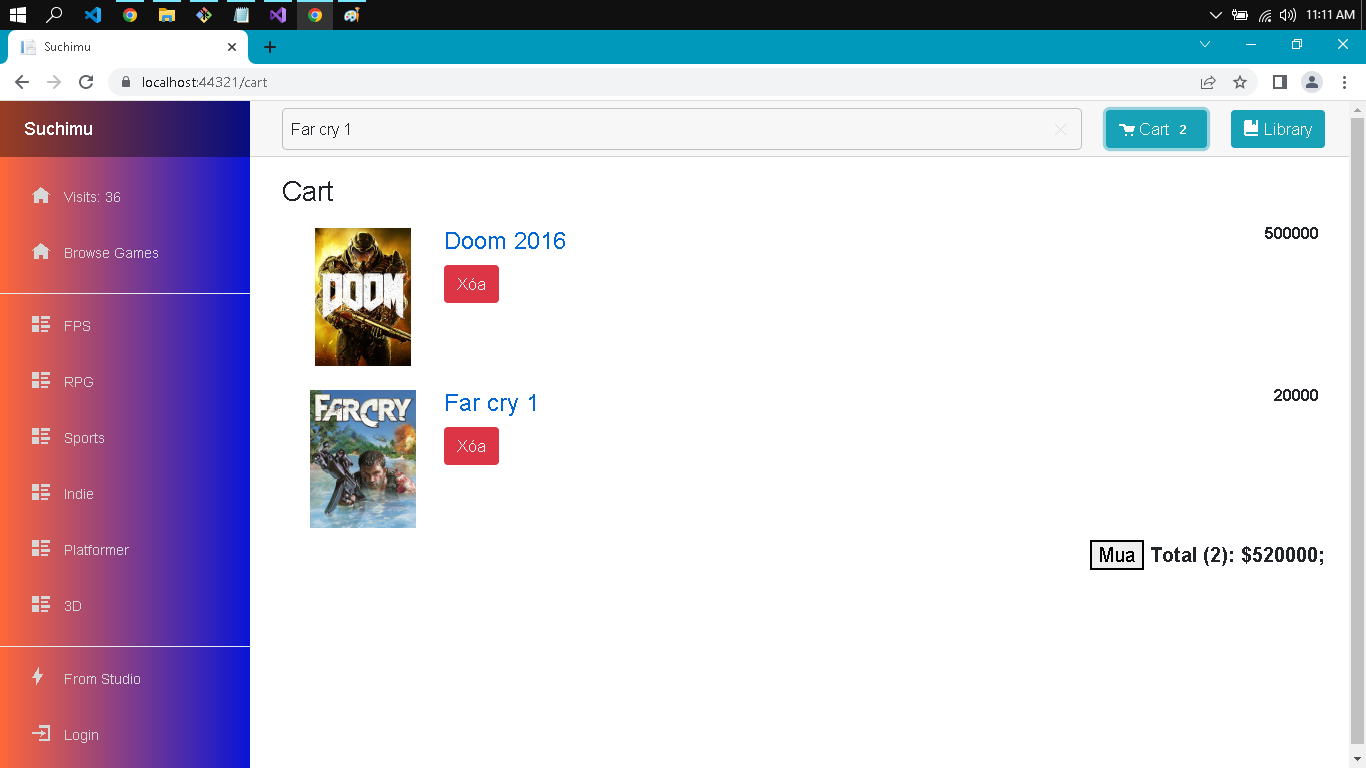 11:11 AM
Suchimu
localhost:44321/cart
Suchimu
Far cry 1
Cart 2
Library
Visits: 36
Browse Games
FPS
RPG
Sports
Indie
Platformer
3D
From Studio
Login
Cart
DOOM
Doom 2016
500000
Xóa
FARCRY
Far cry 1
20000
Xóa
Mua Total (2): $520000;